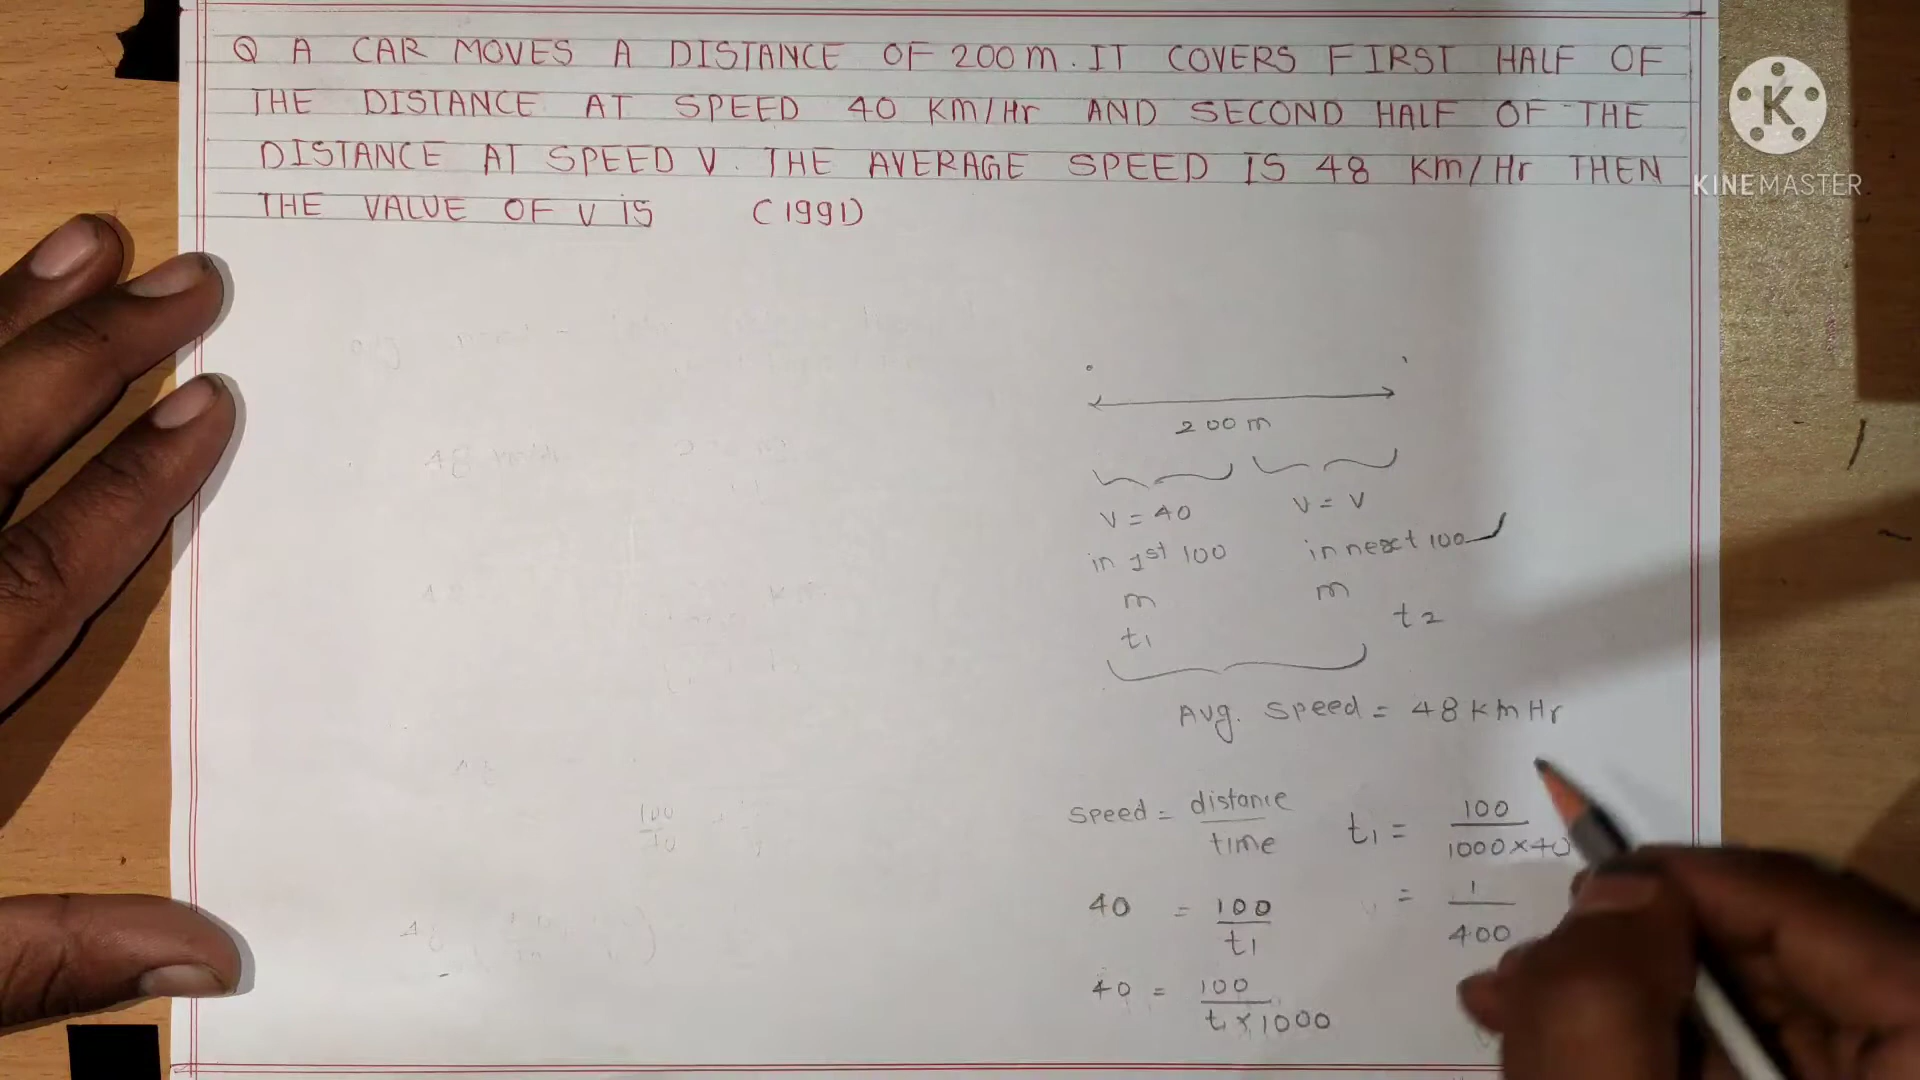 Q A CAR MOVES A DISTANCE OF 200m. IT COVERS FIRST HALF OF
THE DISTANCE AT SPEED 40 KM/Hr AND SECOND HALF OF THE
DISTANCE AT SPEED V. THE AVERAGE SPEED IS 48 KM/Hr THEN
THE VALUE OF V IS (1991)
K
KINEMASTER
200 m
V = 40
V = V
in 1st 100
m
t1
in next 100
m
t2
Avg. speed = 48 KmHr
speed = distance
time
40 = 100
t1
40 = 100
t1 x 1000
t1 = 100
1000 x 40
= 1
400